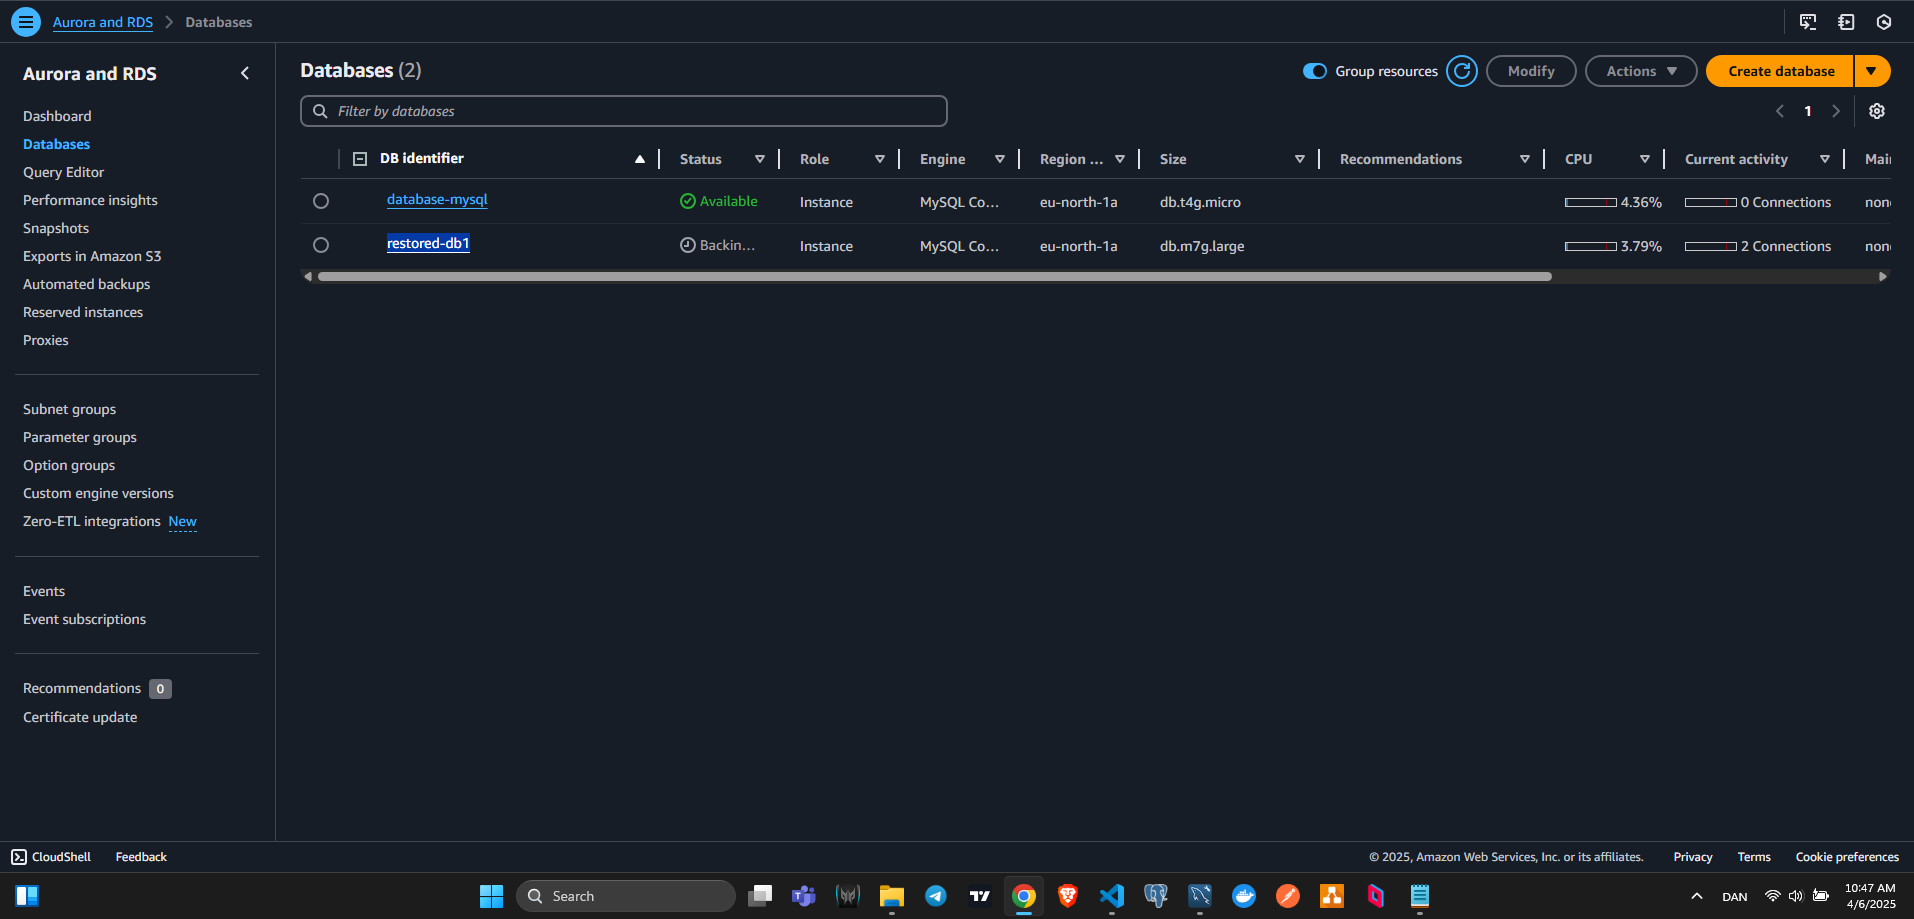 Aurora and RDS > Databases
Aurora and RDS
Dashboard
Databases
Query Editor
Performance insights
Snapshots
Exports in Amazon S3
Automated backups
Reserved instances
Proxies
Subnet groups
Parameter groups
Option groups
Custom engine versions
Zero-ETL integrations New
Events
Event subscriptions
Recommendations 0
Certificate update
Databases (2)
Group resources Modify Actions Create database
Filter by databases
1
DB identifier Status Role Engine Region ... Size Recommendations CPU Current activity Mai
database-mysql Available Instance MySQL Co... eu-north-1a db.t4g.micro 4.36% 0 Connections non
restored-db1 Backin... Instance MySQL Co... eu-north-1a db.m7g.large 3.79% 2 Connections non
CloudShell Feedback © 2025, Amazon Web Services, Inc. or its affiliates. Privacy Terms Cookie preferences
Search DAN 10:47 AM
4/6/2025